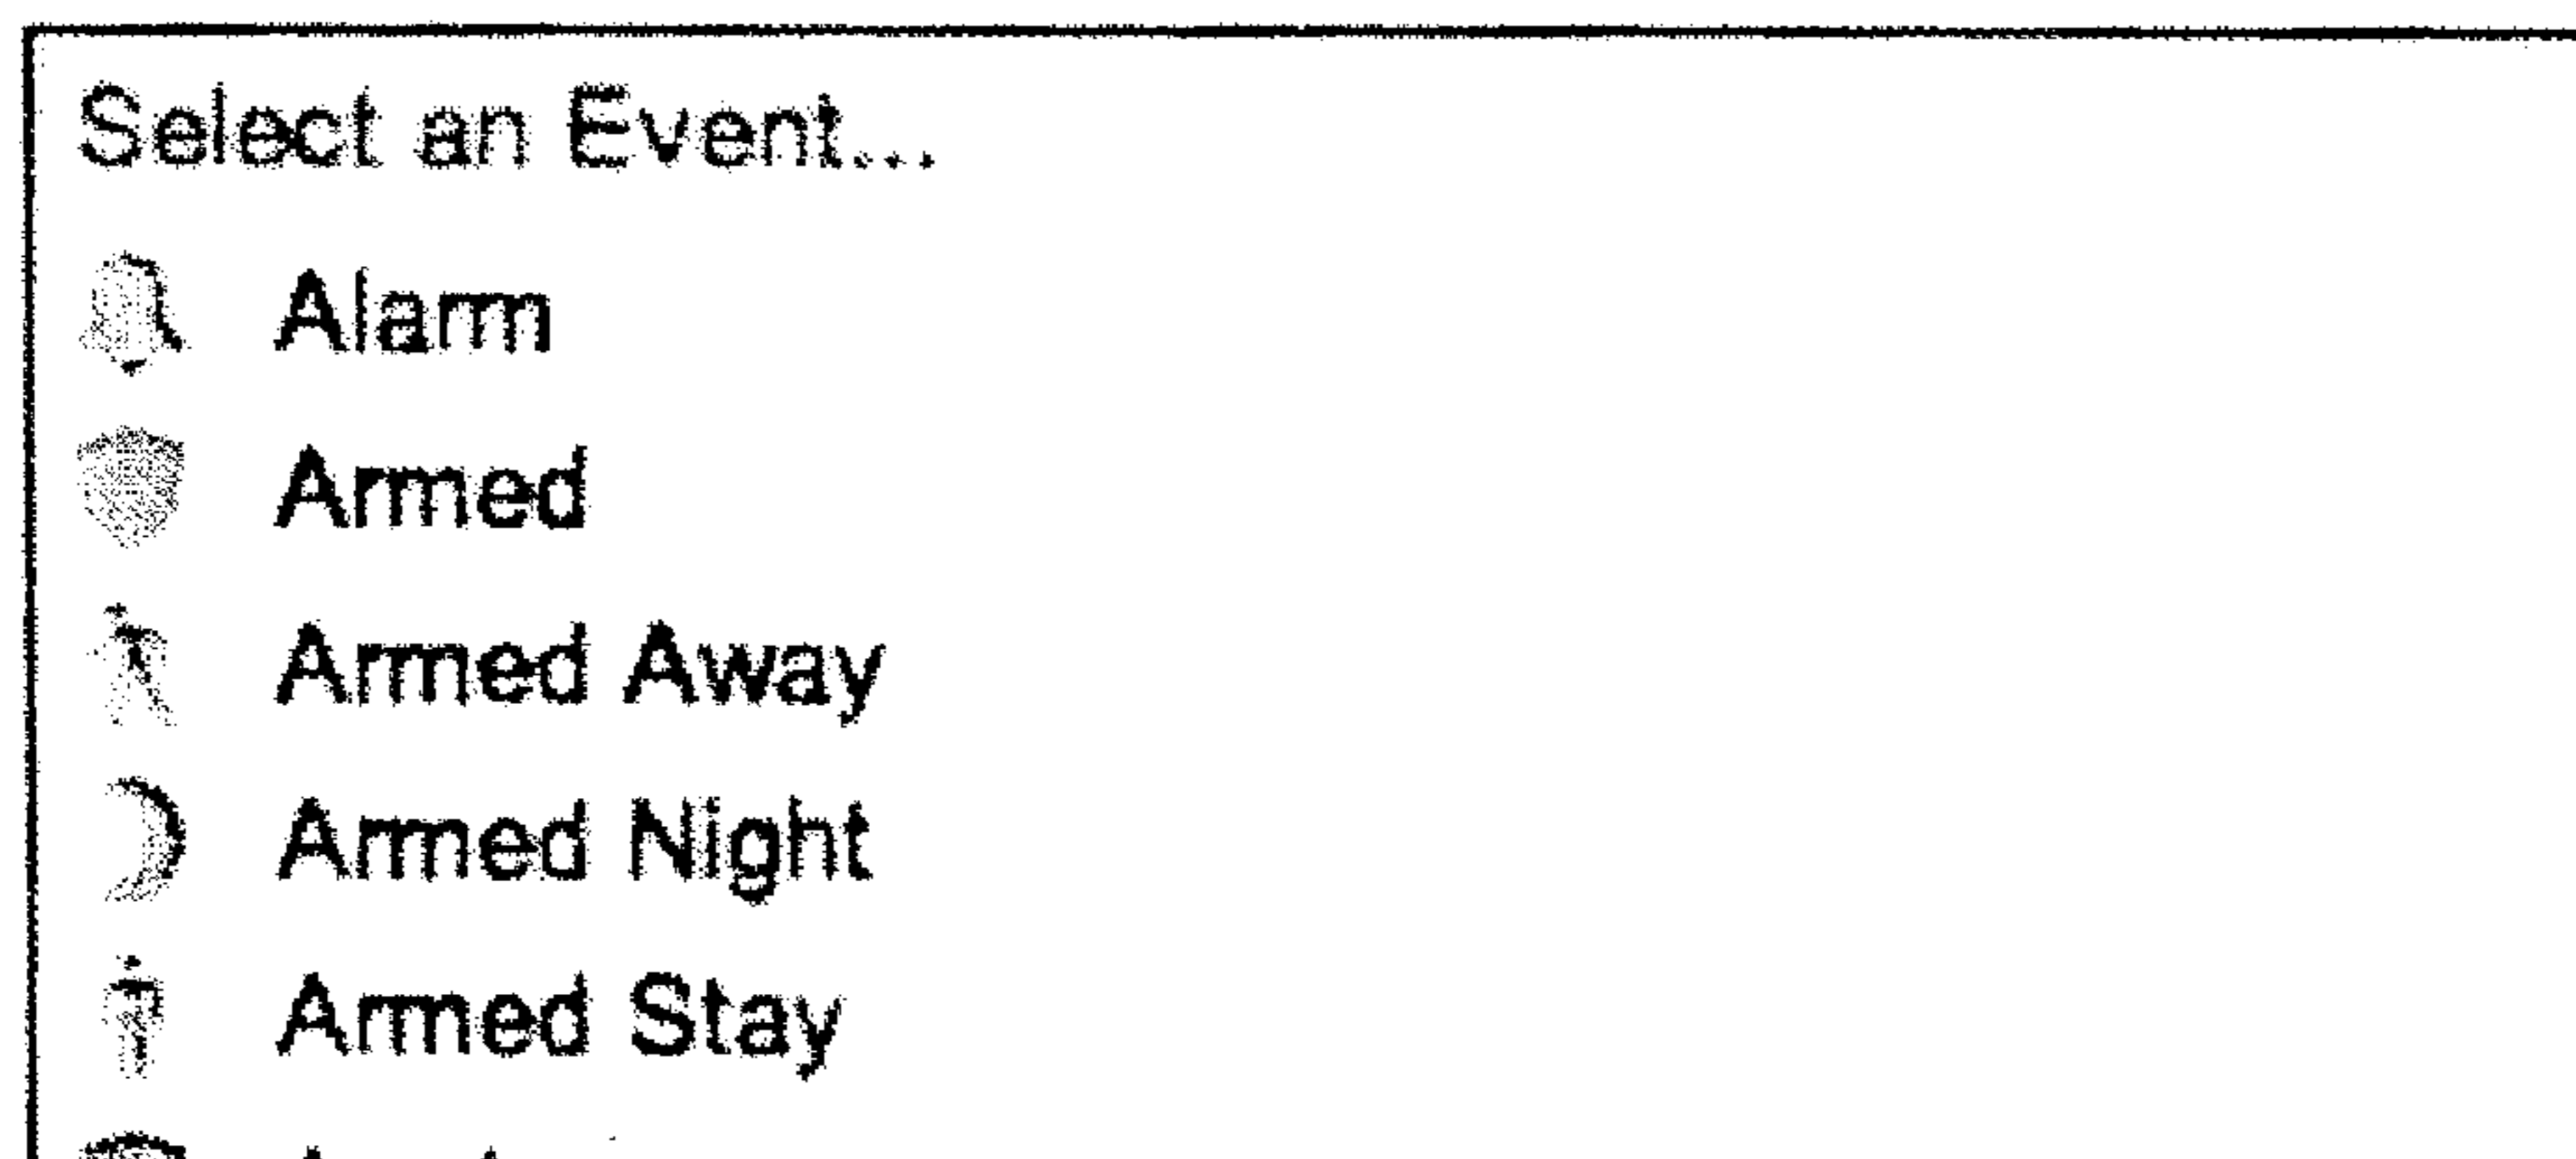 Select an Event...
Alarm
Armed
Armed Away
Armed Night
Armed Stay